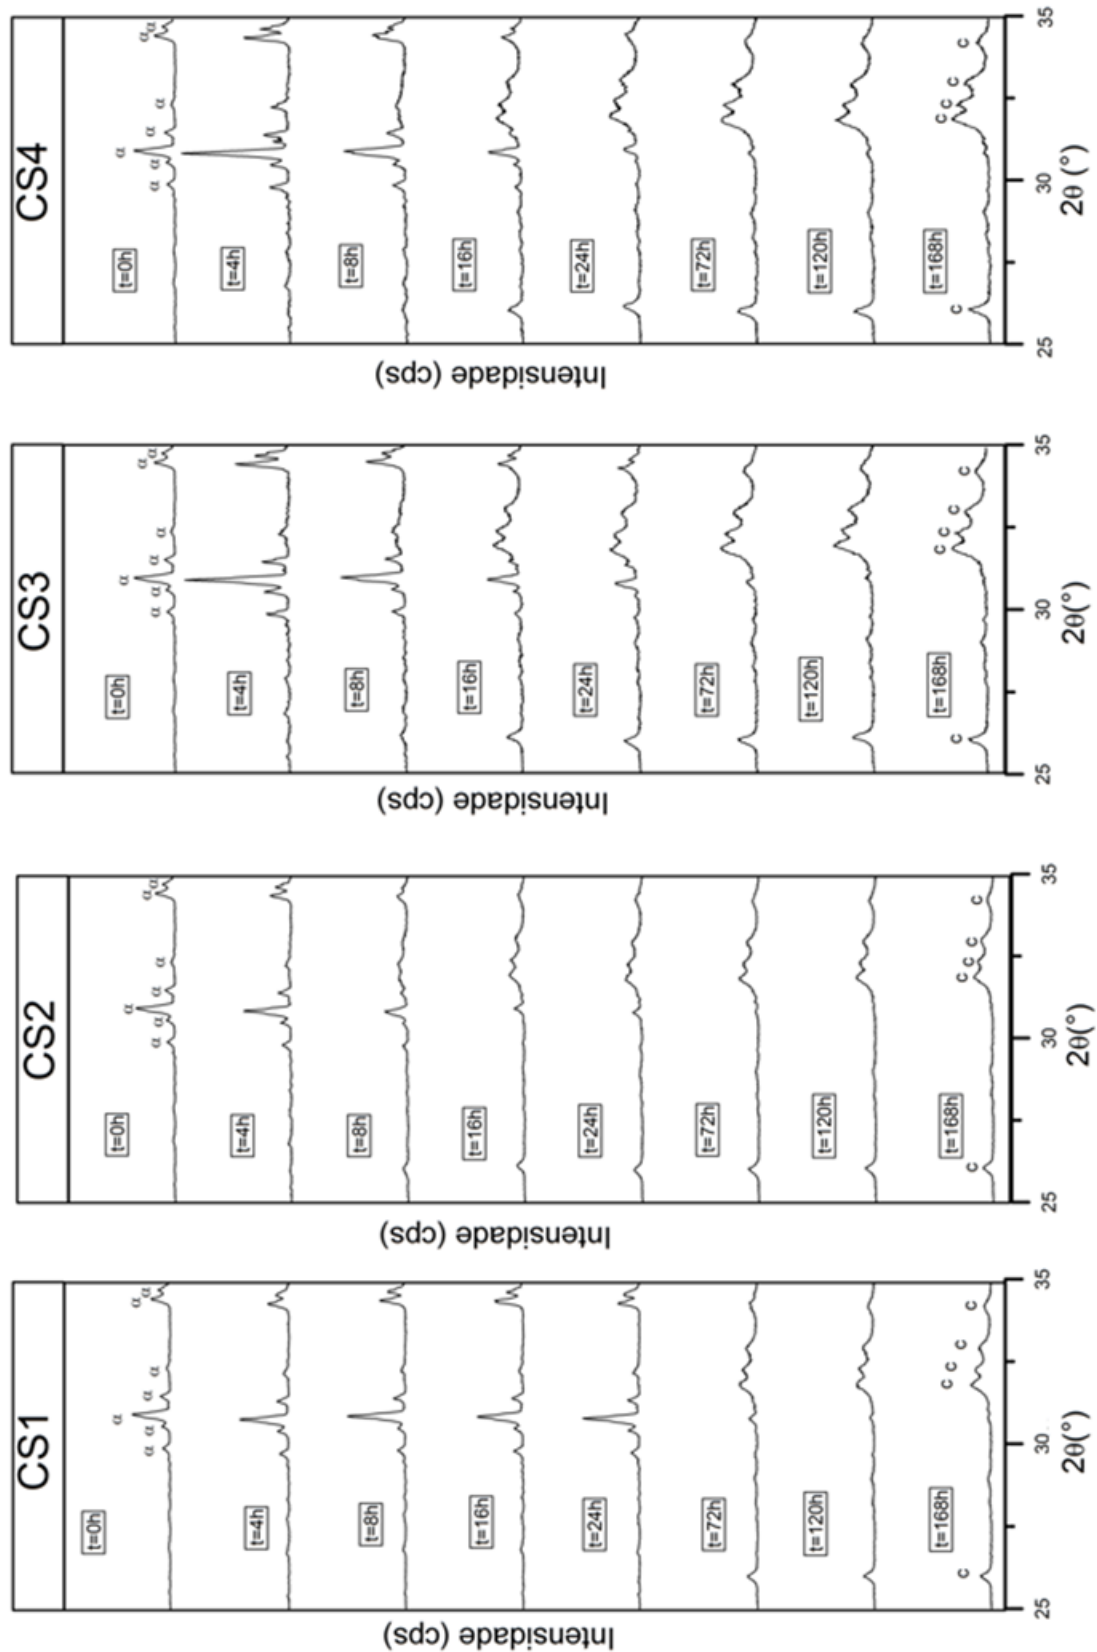 CS1
Intensidade (cps)
t=0h
α α α α α α α
t=4h
t=8h
t=16h
t=24h
t=72h
t=120h
t=168h
c c c c c
25 30 35
2θ(°)
CS2
Intensidade (cps)
t=0h
α α α α α α α
t=4h
t=8h
t=16h
t=24h
t=72h
t=120h
t=168h
c c c c c
25 30 35
2θ(°)
CS3
Intensidade (cps)
t=0h
α α α α α α α
t=4h
t=8h
t=16h
t=24h
t=72h
t=120h
t=168h
c c c c c
25 30 35
2θ(°)
CS4
Intensidade (cps)
t=0h
α α α α α α α
t=4h
t=8h
t=16h
t=24h
t=72h
t=120h
t=168h
c c c c c
25 30 35
2θ (°)